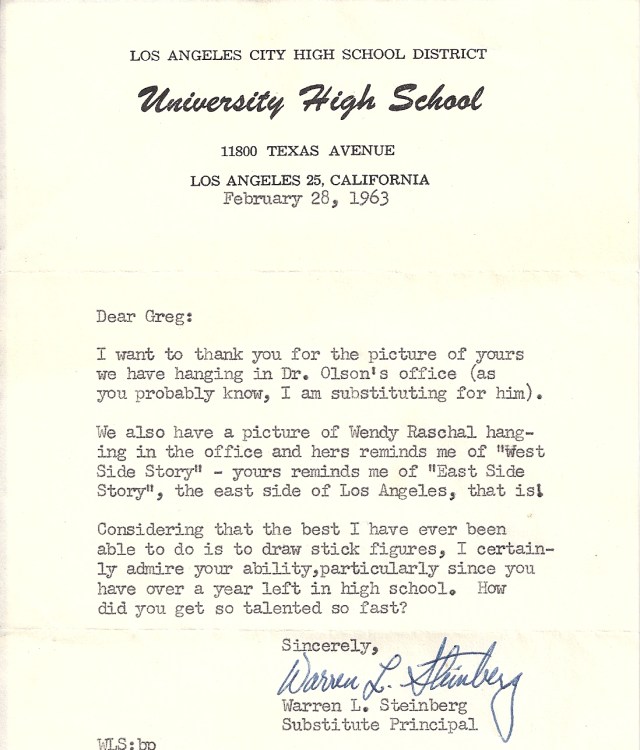 LOS ANGELES CITY HIGH SCHOOL DISTRICT
University High School
11800 TEXAS AVENUE
LOS ANGELES 25, CALIFORNIA
February 28, 1963
Dear Greg:
I want to thank you for the picture of yours
we have hanging in Dr. Olson's office (as
you probably know, I am substituting for him).
We also have a picture of Wendy Raschal hang-
ing in the office and hers reminds me of "West
Side Story" - yours reminds me of "East Side
Story", the east side of Los Angeles, that is!
Considering that the best I have ever been
able to do is to draw stick figures, I certain-
ly admire your ability,particularly since you
have over a year left in high school. How
did you get so talented so fast?
Sincerely,
Warren L. Steinberg
Warren L. Steinberg
Substitute Principal
WLS:bp